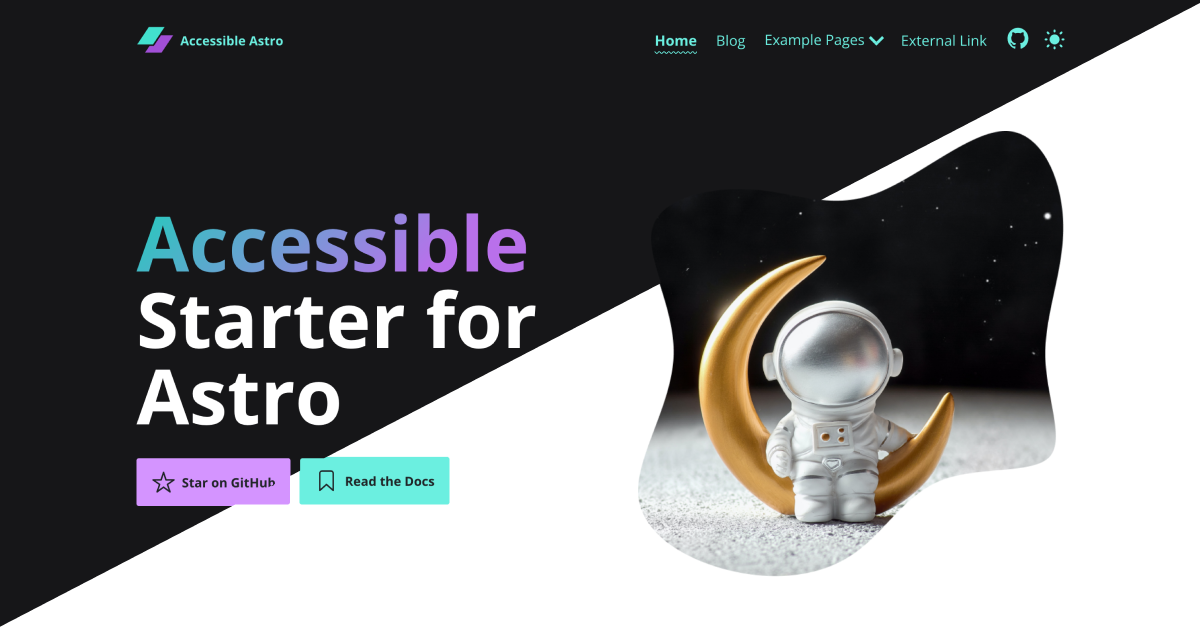 Accessible Astro
Home Blog Example Pages External Link
Accessible
Starter for
Astro
Star on GitHub
Read the Docs